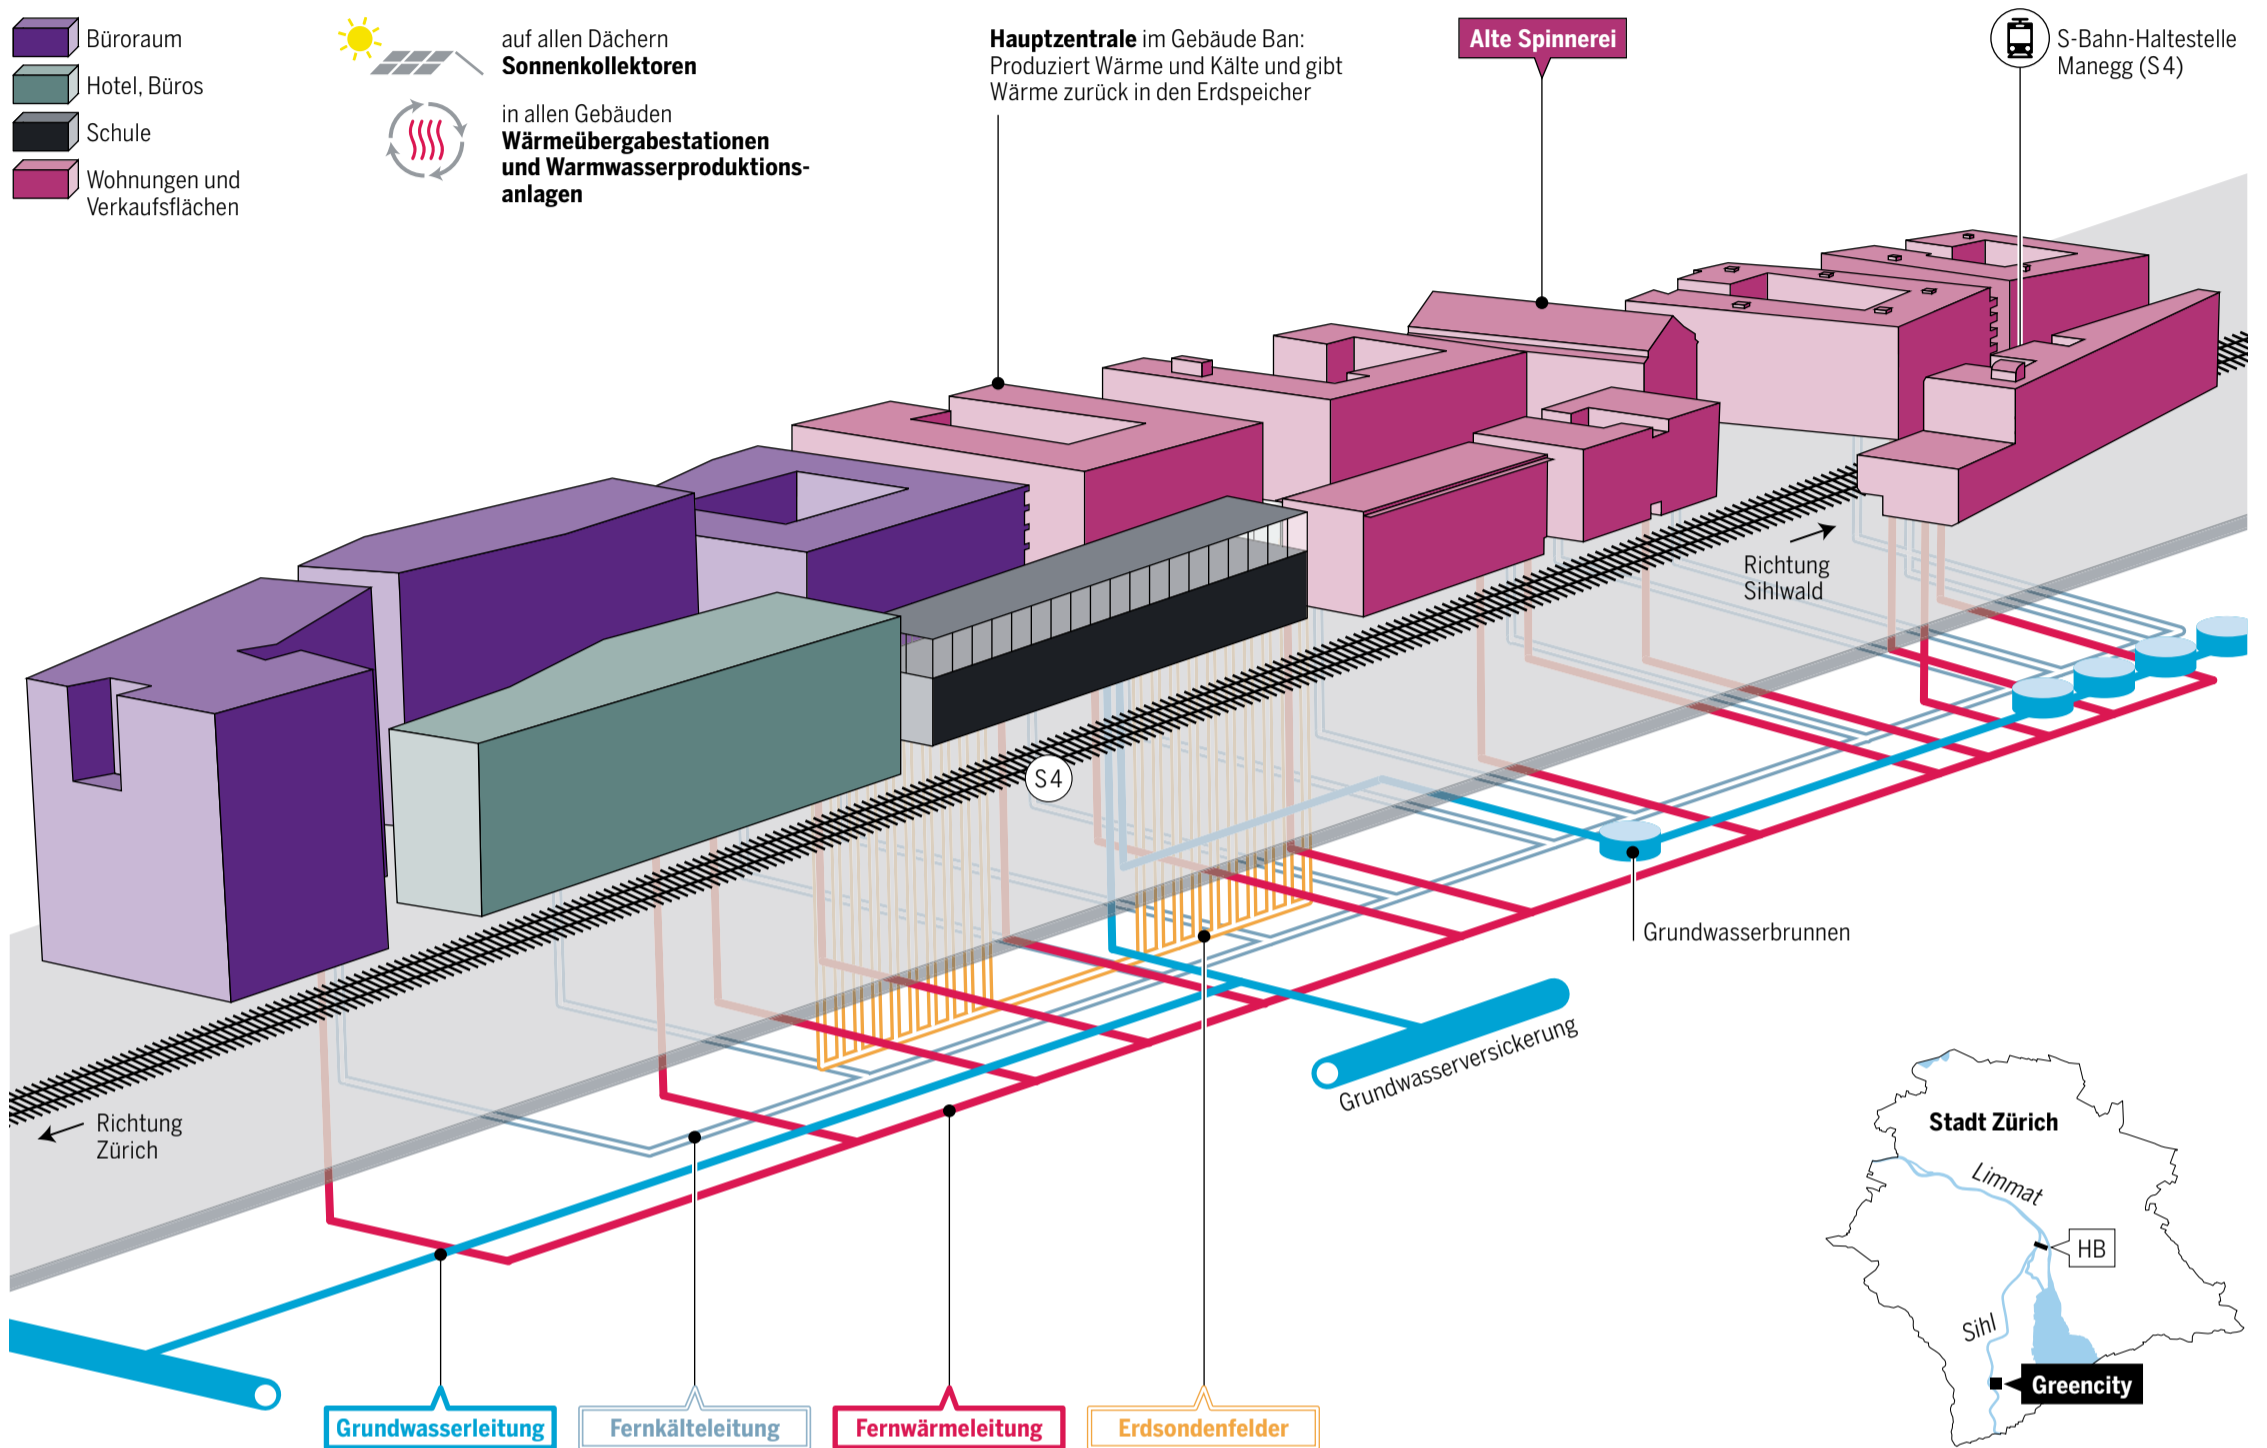 Büroraum
Hotel, Büros
Schule
Wohnungen und
Verkaufsflächen
auf allen Dächern
Sonnenkollektoren
in allen Gebäuden
Wärmeübergabestationen
und Warmwasserproduktions-
anlagen
Hauptzentrale im Gebäude Ban:
Produziert Wärme und Kälte und gibt
Wärme zurück in den Erdspeicher
Alte Spinnerei
S-Bahn-Haltestelle
Manegg (S4)
Richtung
Sihlwald
S4
Grundwasserbrunnen
Grundwasserversickerung
Richtung
Zürich
Stadt Zürich
Limmat
HB
Sihl
Greencity
Grundwasserleitung
Fernkälteleitung
Fernwärmeleitung
Erdsondenfelder